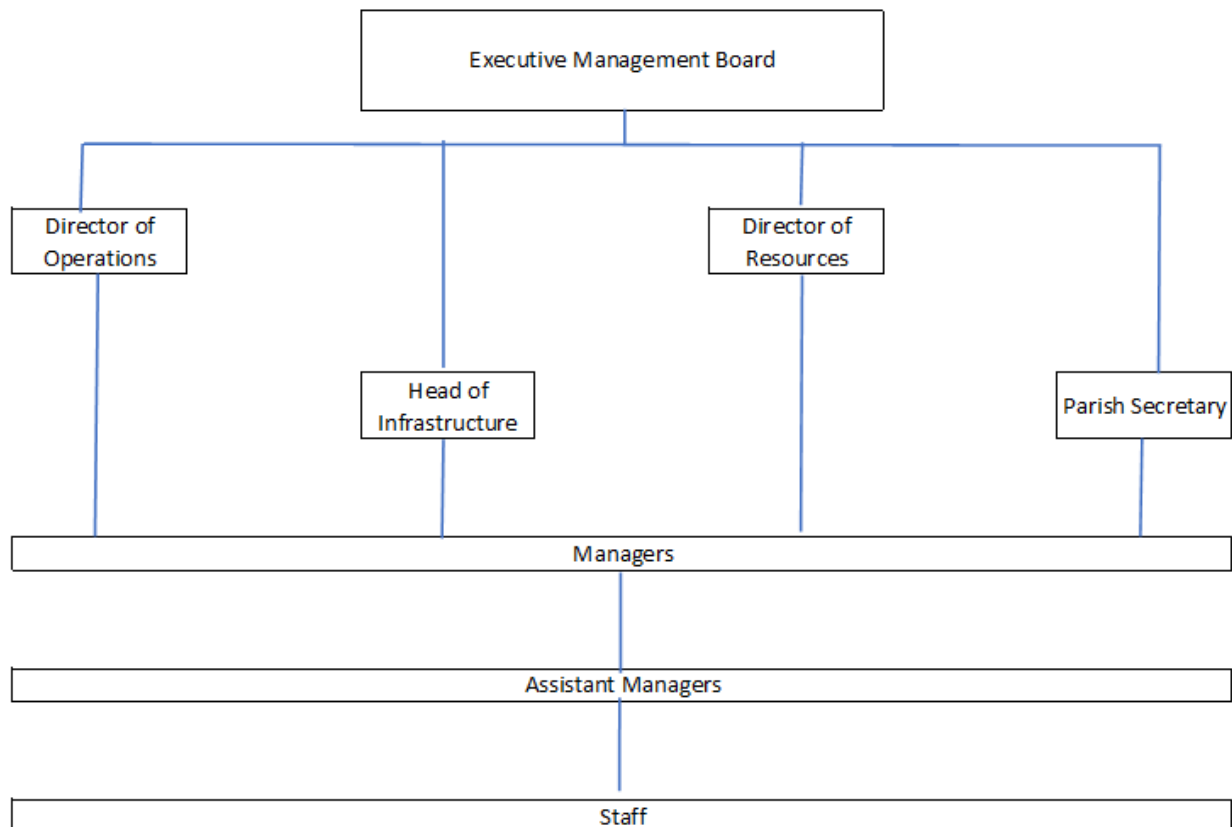 Executive Management Board
Director of
Operations
Director of
Resources
Head of
Infrastructure
Parish Secretary
Managers
Assistant Managers
Staff